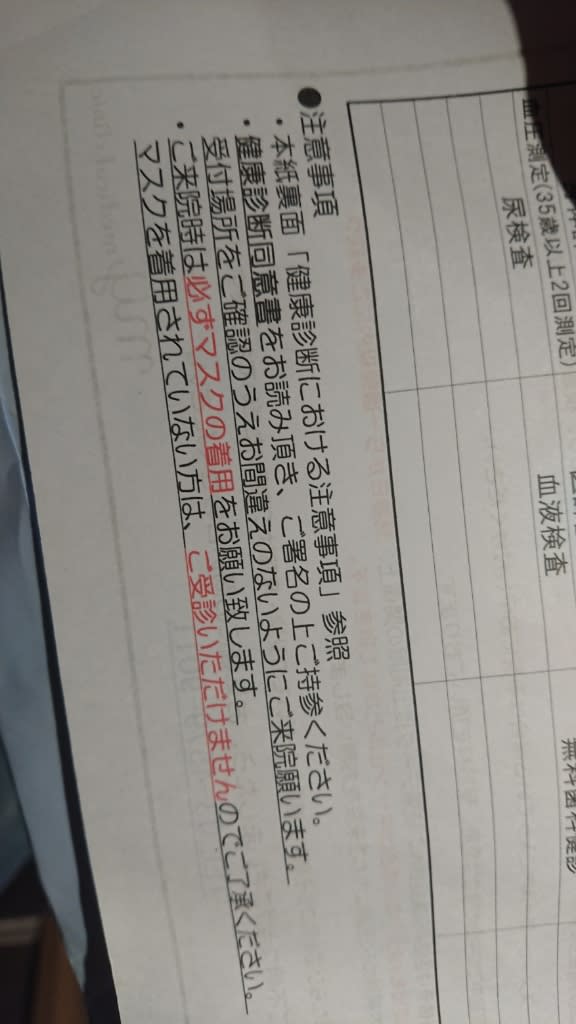 血圧測定(35歳以上2回測定)
尿検査
血液検査
無料歯科健診
●注意事項
・本紙裏面「健康診断における注意事項」参照
・健康診断同意書をお読み頂き、ご署名の上ご持参ください。
受付場所をご確認のうえお間違えのないようにご来院願います。
・ご来院時は必ずマスクの着用をお願い致します。
マスクを着用されていない方は、ご受診いただけませんのでご了承ください。